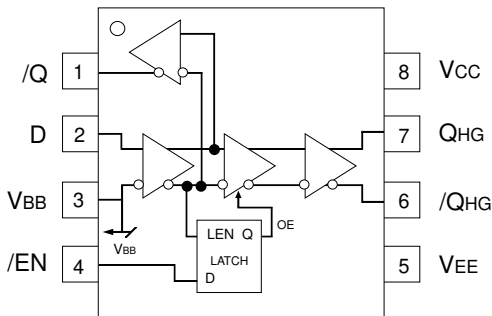 /Q 1
8 VCC
D 2
7 QHG
VBB 3
6 /QHG
VBB
OE
LEN Q
LATCH
D
/EN 4
5 VEE